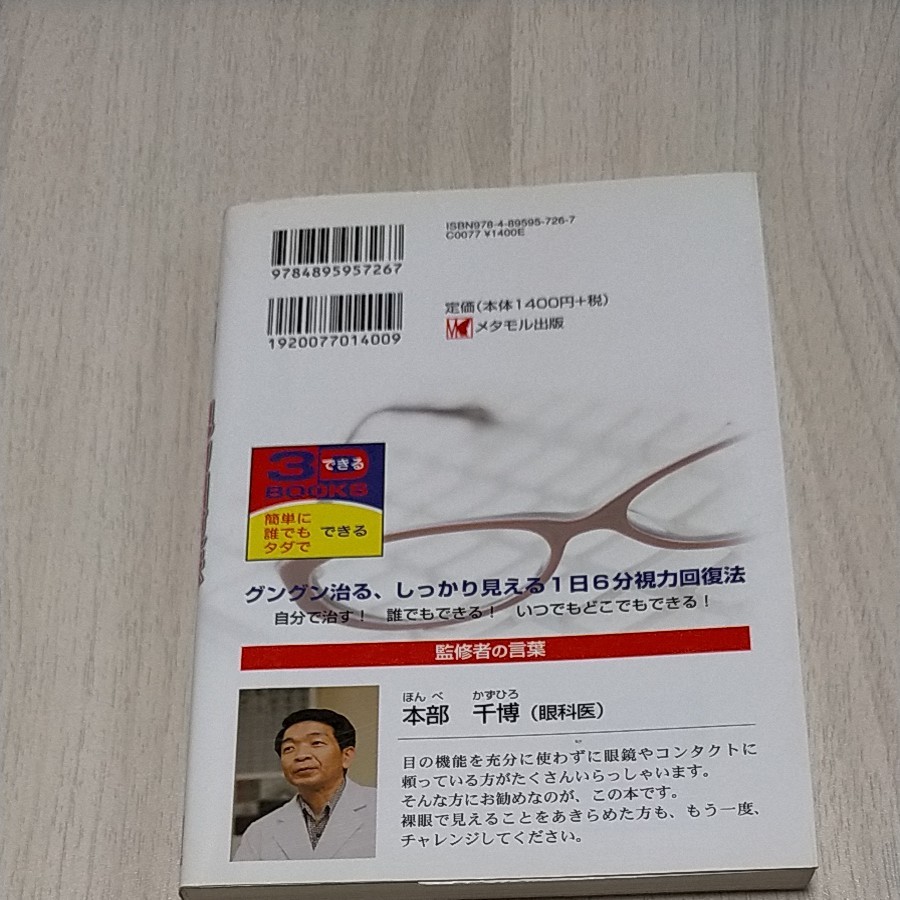 ISBN978-4-89595-726-7
C0077 ¥1400E
9784895957267
定価(本体1400円+税)
メタモル出版
1920077014009
3D
できる
BOOKS
簡単に
誰でも
タダで
できる
グングン治る、しっかり見える1日6分視力回復法
自分で治す! 誰でもできる! いつでもどこでもできる!
監修者の言葉
ほんべ かずひろ
本部 千博(眼科医)
目の機能を充分に使わずに眼鏡やコンタクトに
頼っている方がたくさんいらっしゃいます。
そんな方にお勧めなのが、この本です。
裸眼で見えることをあきらめた方も、もう一度、
チャレンジしてください。